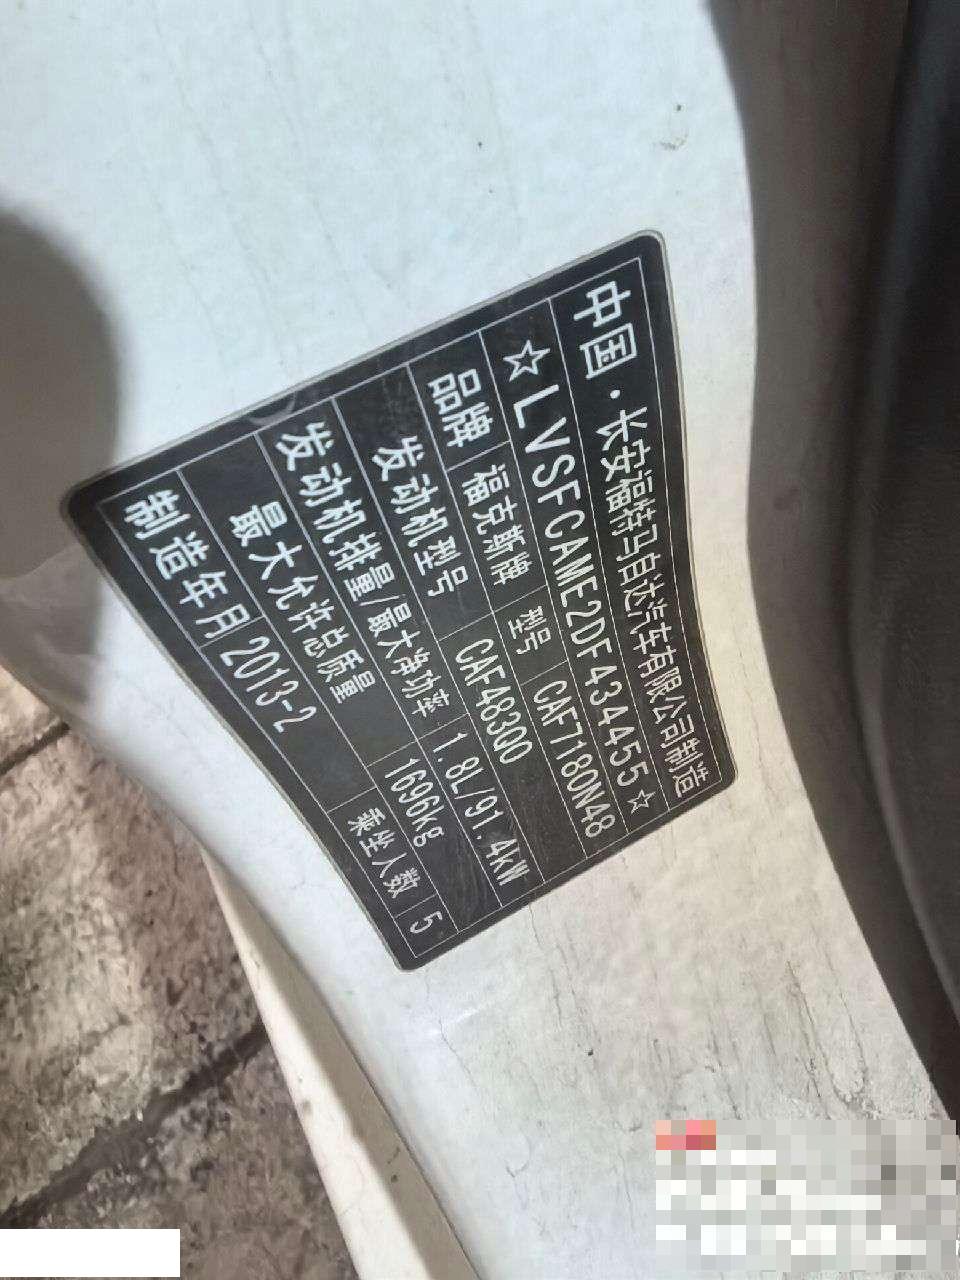 中国·长安福特马自达汽车有限公司制造
☆LVSFCAME2DF434455☆
品牌 福克斯牌 型号 CAF7180N48
发动机型号 CAF483Q0
发动机排量/最大净功率 1.8L/91.4kW
最大允许总质量 1696kg
制造年月 2013-2 乘坐人数 5